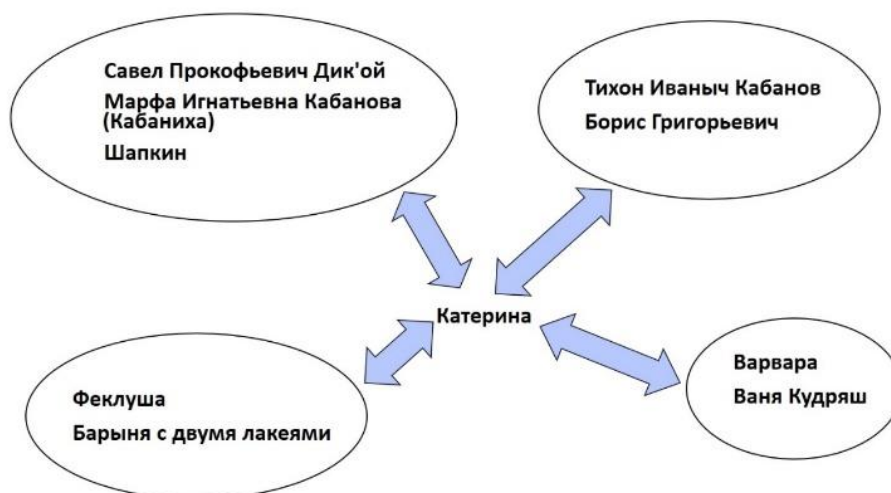 Савел Прокофьевич Дик'ой
Марфа Игнатьевна Кабанова
(Кабаниха)
Шапкин
Тихон Иваныч Кабанов
Борис Григорьевич
Катерина
Феклуша
Барыня с двумя лакеями
Варвара
Ваня Кудряш